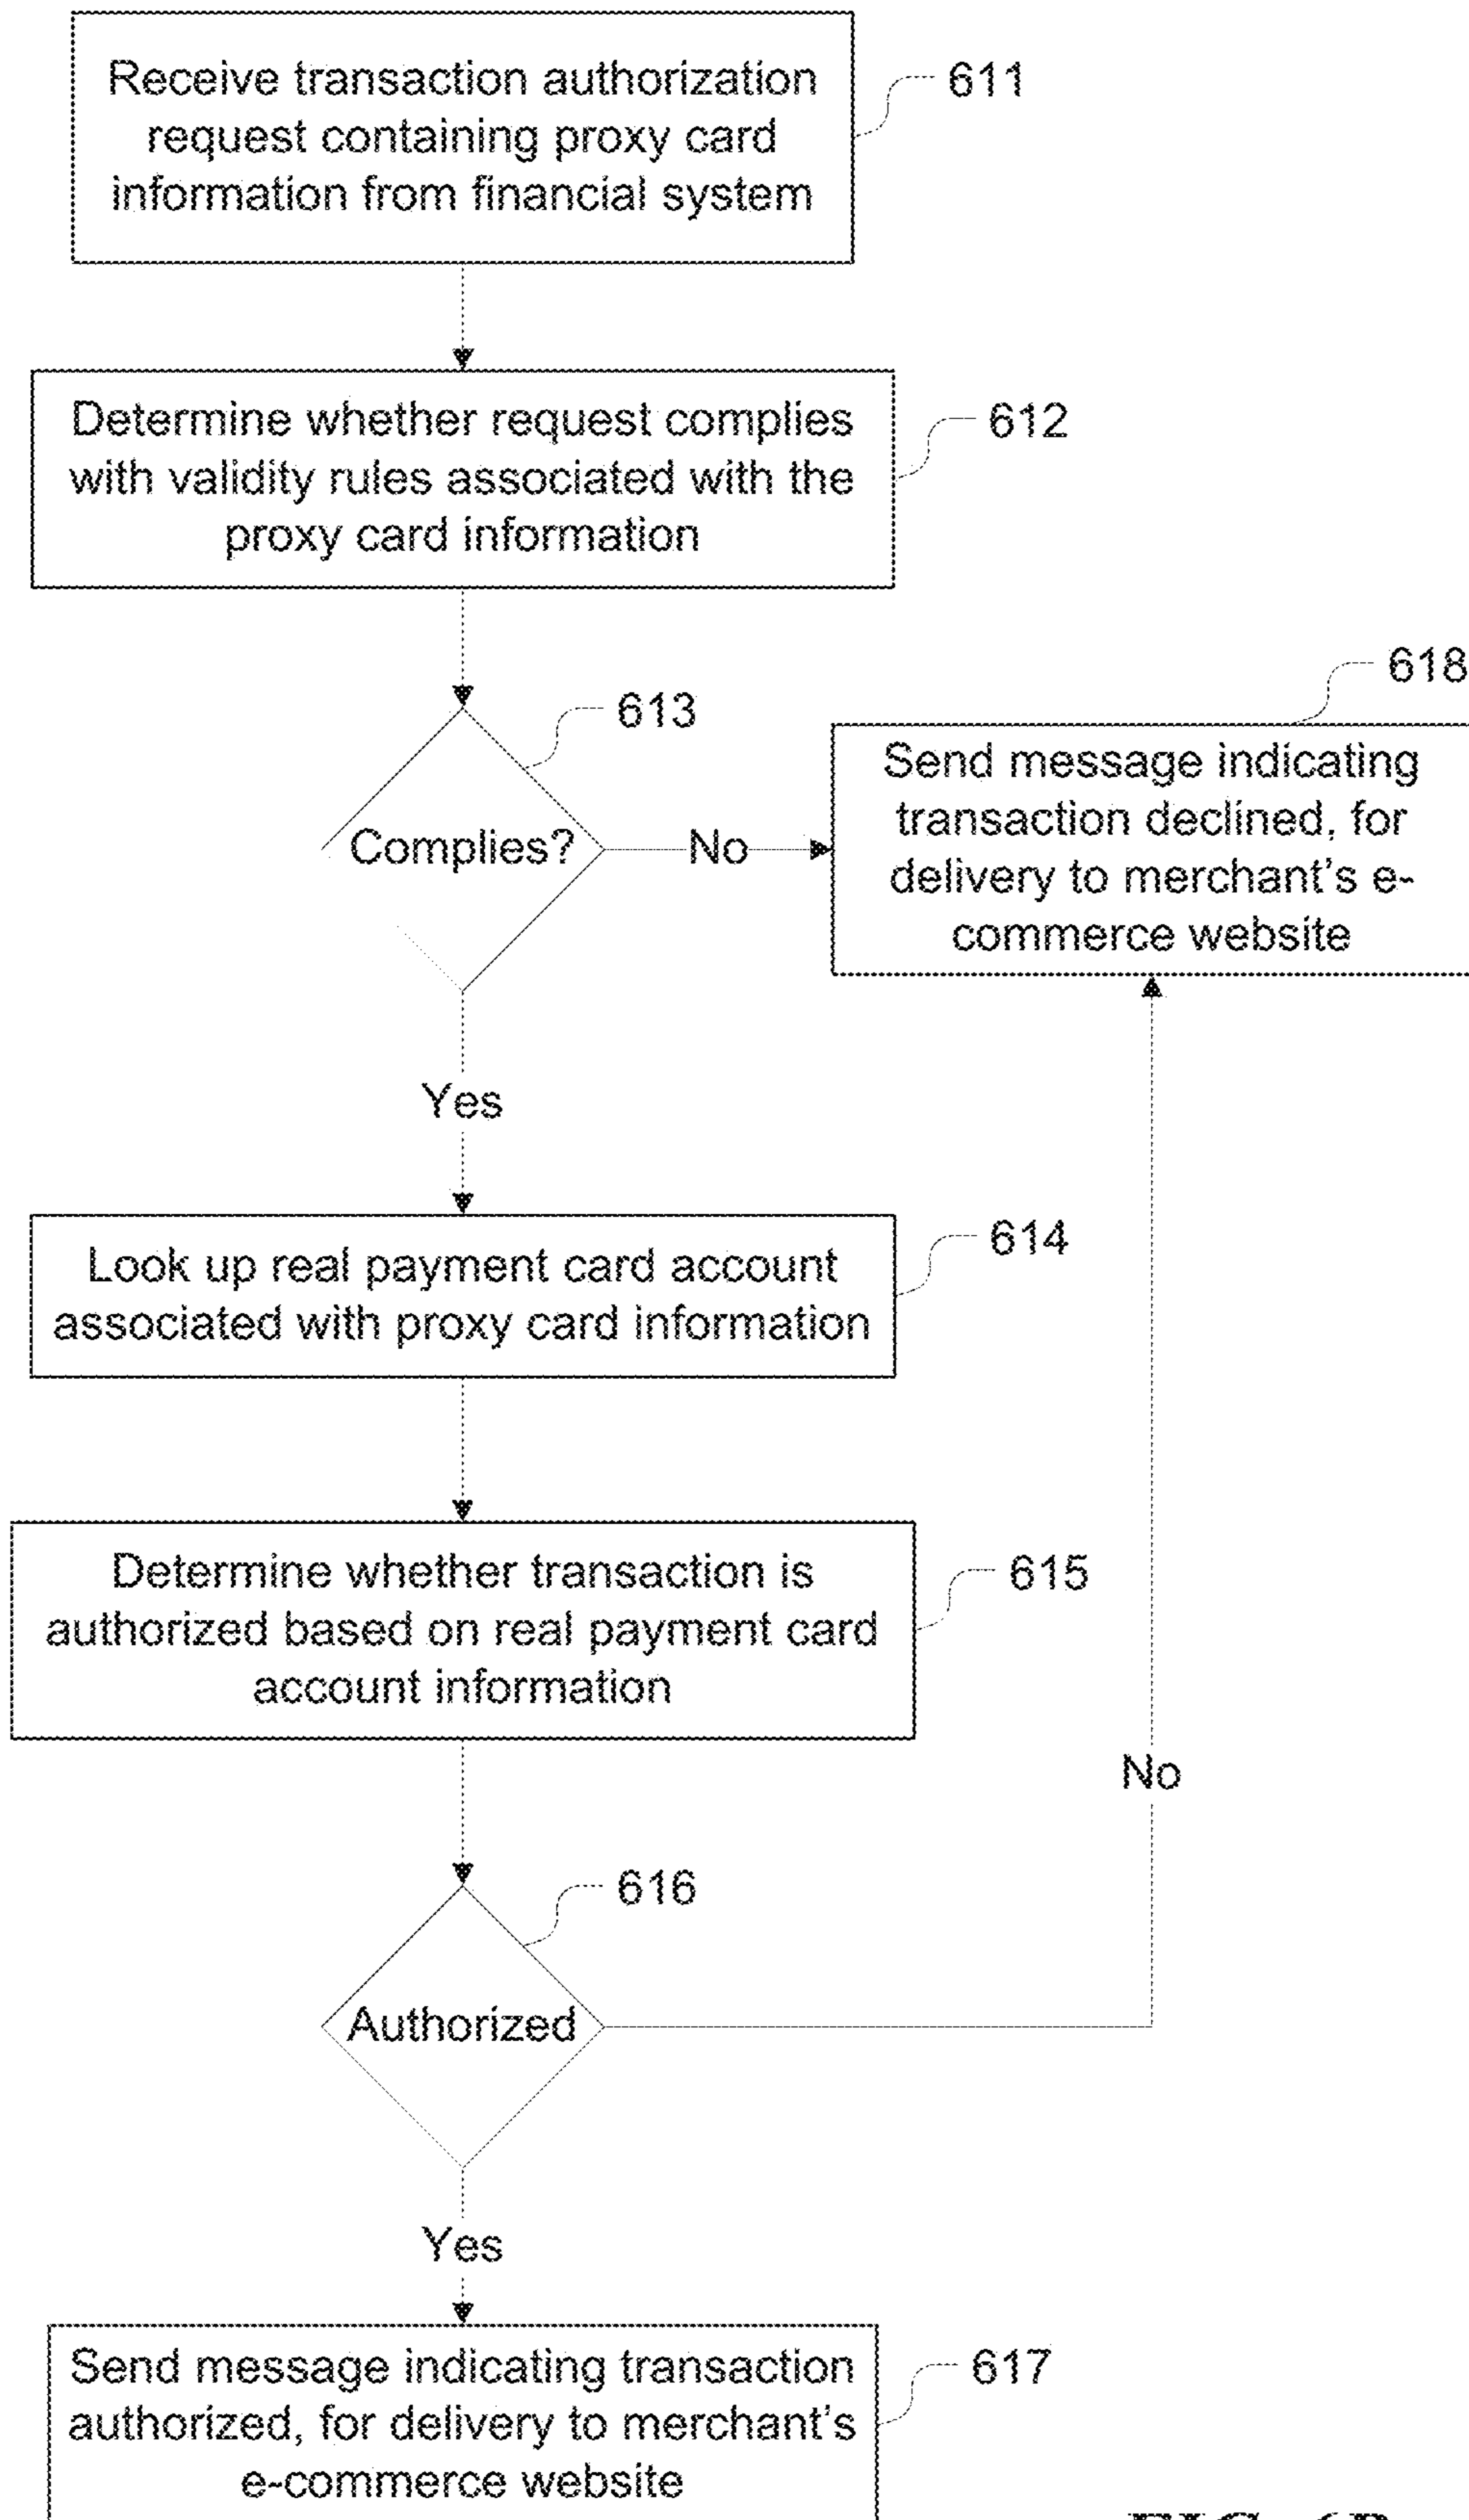 Receive transaction authorization
request containing proxy card
information from financial system
611
Determine whether request complies
with validity rules associated with the
proxy card information
612
613
Complies?
No
618
Send message indicating
transaction declined, for
delivery to merchant's e-
commerce website
Yes
Look up real payment card account
associated with proxy card information
614
Determine whether transaction is
authorized based on real payment card
account information
615
No
616
Authorized
Yes
Send message indicating transaction
authorized, for delivery to merchant's
e-commerce website
617